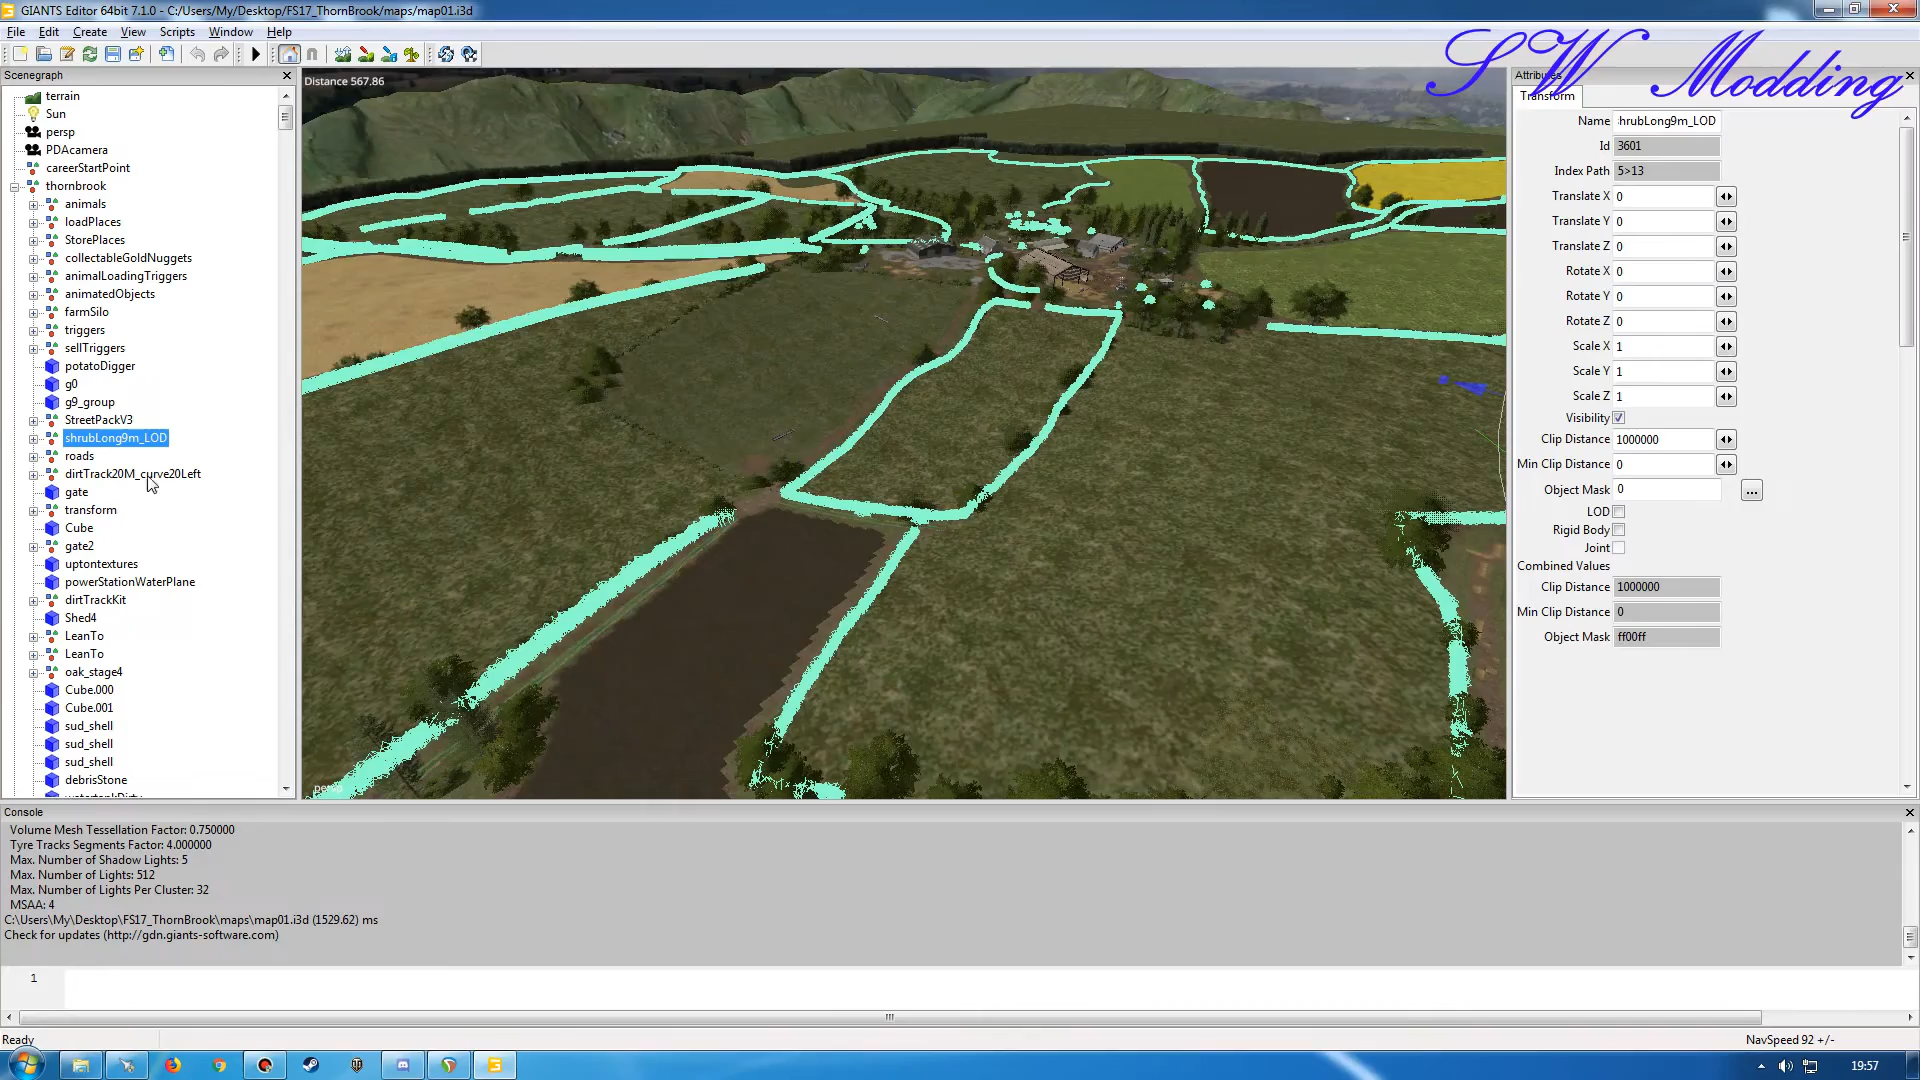 GIANTS Editor 64bit 7.1.0 - C:/Users/My/Desktop/FS17_ThornBrook/maps/map01.i3d
File Edit Create View Scripts Window Help
SW Modding
Scenegraph
terrain
Sun
persp
PDAcamera
careerStartPoint
thornbrook
animals
loadPlaces
StorePlaces
collectableGoldNuggets
animalLoadingTriggers
animatedObjects
farmSilo
triggers
sellTriggers
potatoDigger
g0
g9_group
StreetPackV3
shrubLong9m_LOD
roads
dirtTrack20M_curve20Left
gate
transform
Cube
gate2
uptontextures
powerStationWaterPlane
dirtTrackKit
Shed4
LeanTo
LeanTo
oak_stage4
Cube.000
Cube.001
sud_shell
sud_shell
sud_shell
debrisStone
Distance 567.86
persp
Attributes
Transform
Name hrubLong9m_LOD
Id 3601
Index Path 5>13
Translate X 0
Translate Y 0
Translate Z 0
Rotate X 0
Rotate Y 0
Rotate Z 0
Scale X 1
Scale Y 1
Scale Z 1
Visibility
Clip Distance 1000000
Min Clip Distance 0
Object Mask 0 ...
LOD
Rigid Body
Joint
Combined Values
Clip Distance 1000000
Min Clip Distance 0
Object Mask ff00ff
Console
Volume Mesh Tessellation Factor: 0.750000
Tyre Tracks Segments Factor: 4.000000
Max. Number of Shadow Lights: 5
Max. Number of Lights: 512
Max. Number of Lights Per Cluster: 32
MSAA: 4
C:\Users\My\Desktop\FS17_ThornBrook\maps\map01.i3d (1529.62) ms
Check for updates (http://gdn.giants-software.com)
1
Ready
NavSpeed 92 +/-
19:57